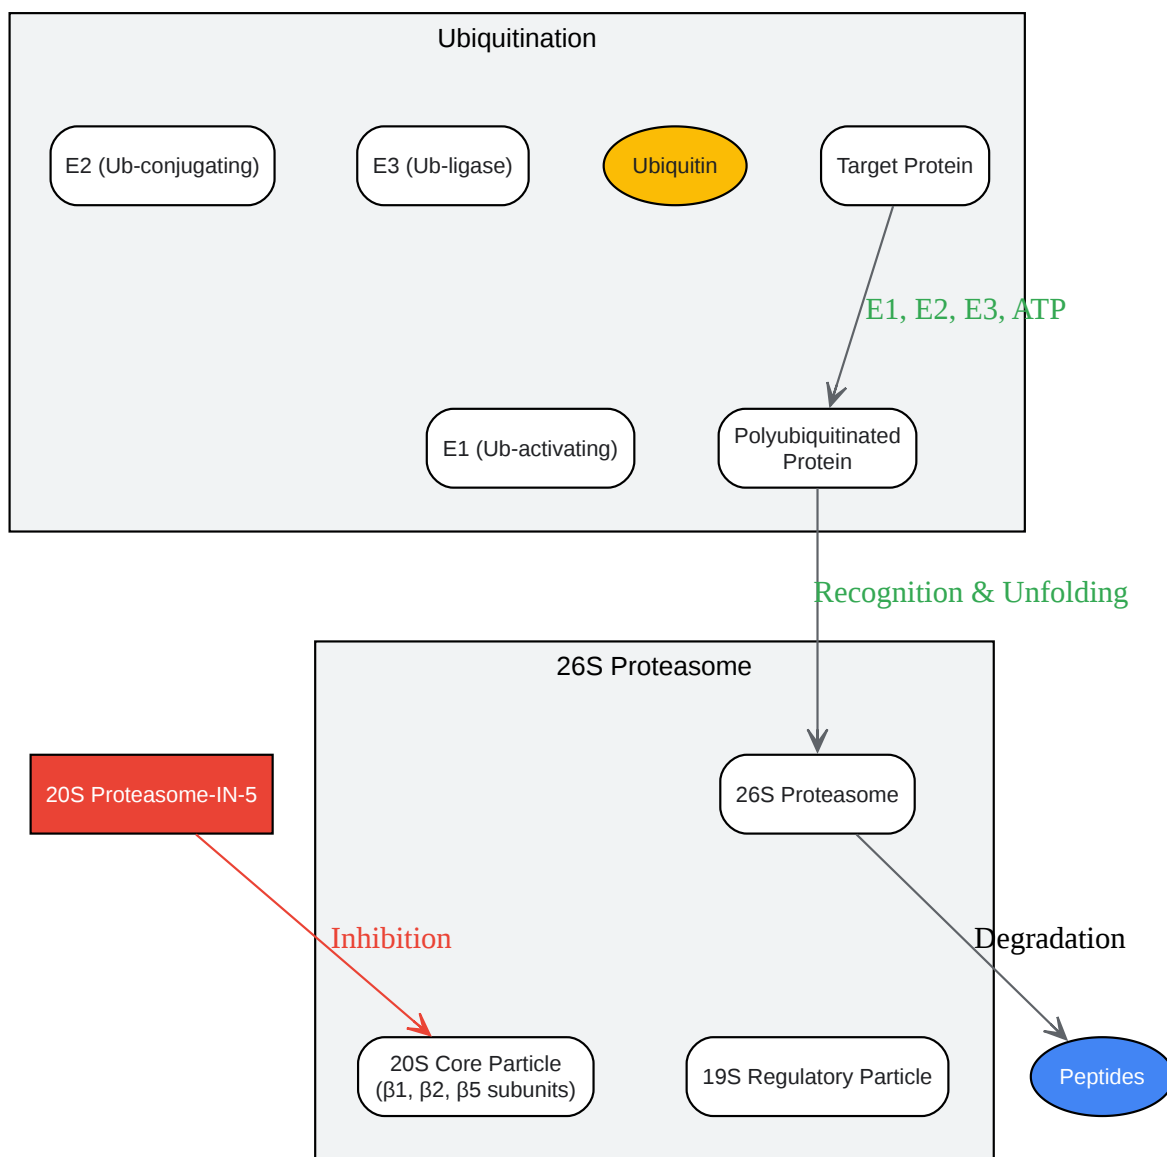 Ubiquitination
E2 (Ub-conjugating)
E3 (Ub-ligase)
Ubiquitin
Target Protein
E1, E2, E3, ATP
E1 (Ub-activating)
Polyubiquitinated
Protein
Recognition & Unfolding
26S Proteasome
20S Proteasome-IN-5
26S Proteasome
Inhibition
Degradation
20S Core Particle
(β1, β2, β5 subunits)
19S Regulatory Particle
Peptides